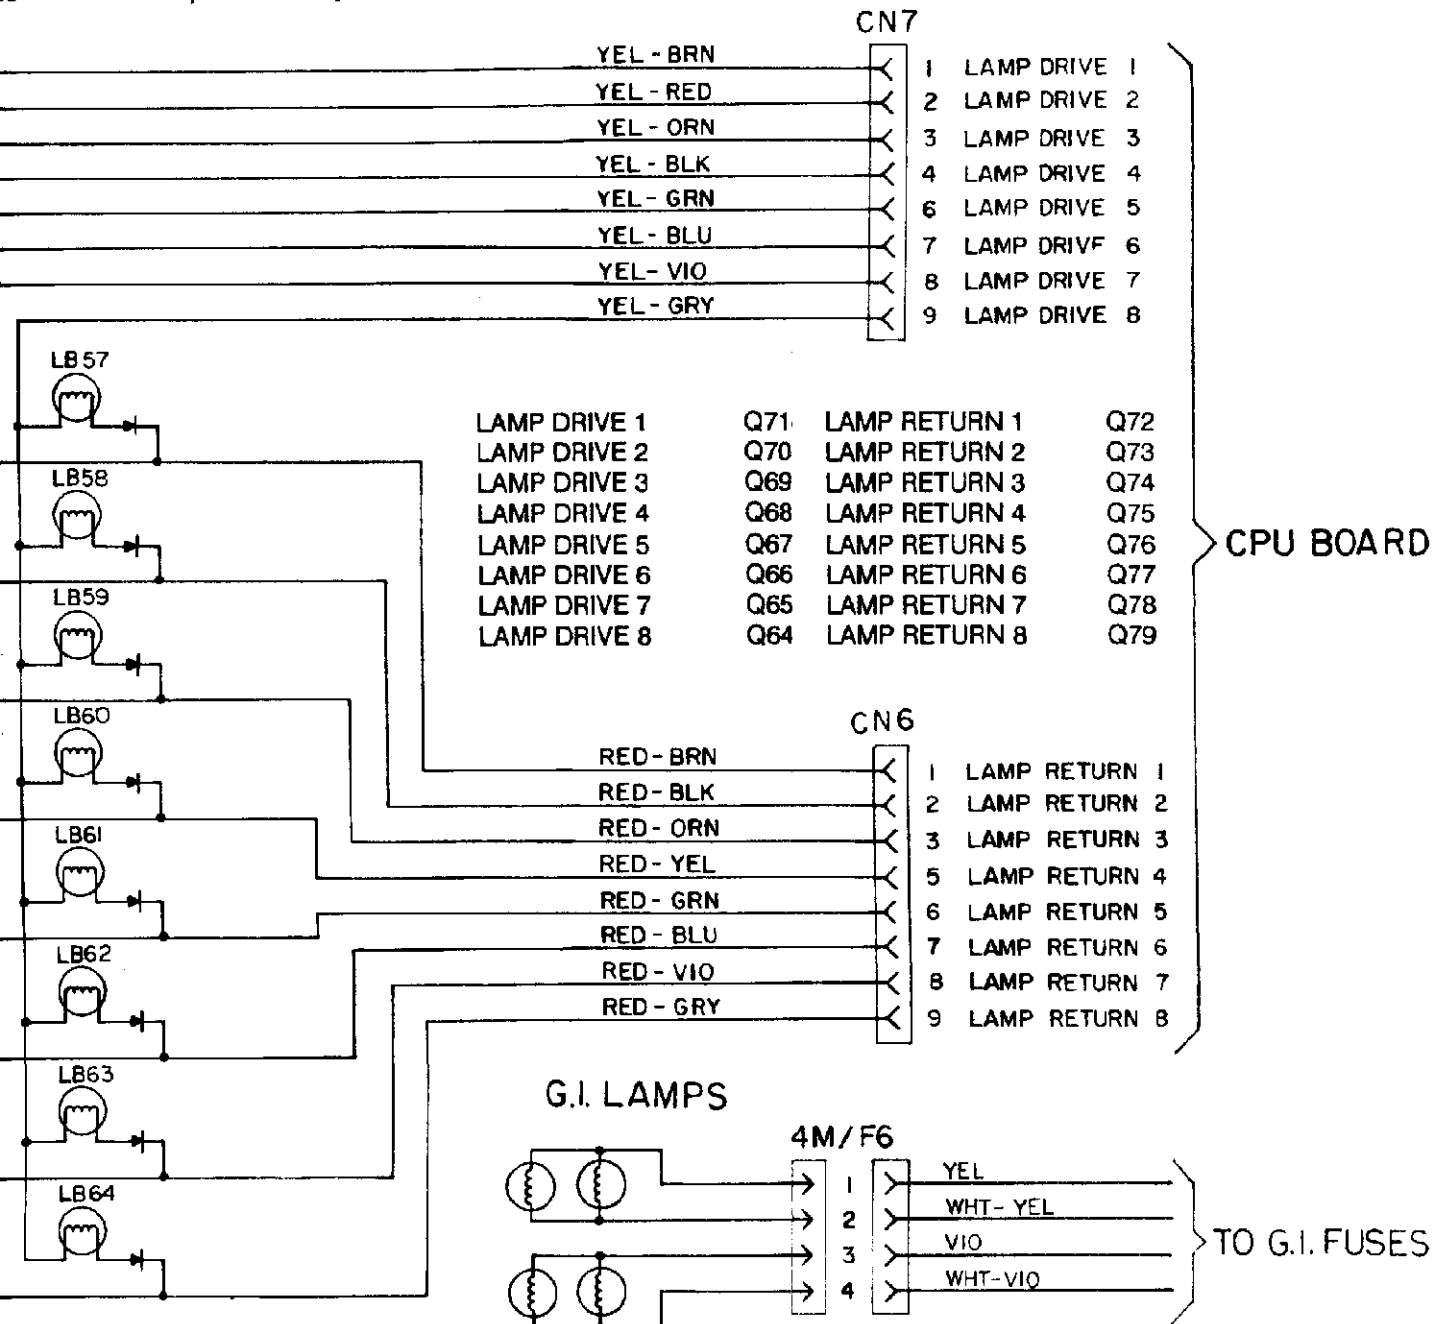 CN7
YEL-BRN 1 LAMP DRIVE 1
YEL-RED 2 LAMP DRIVE 2
YEL-ORN 3 LAMP DRIVE 3
YEL-BLK 4 LAMP DRIVE 4
YEL-GRN 6 LAMP DRIVE 5
YEL-BLU 7 LAMP DRIVE 6
YEL-VIO 8 LAMP DRIVE 7
YEL-GRY 9 LAMP DRIVE 8
LB57
LB58
LB59
LB60
LB61
LB62
LB63
LB64
LAMP DRIVE 1 Q71 LAMP RETURN 1 Q72
LAMP DRIVE 2 Q70 LAMP RETURN 2 Q73
LAMP DRIVE 3 Q69 LAMP RETURN 3 Q74
LAMP DRIVE 4 Q68 LAMP RETURN 4 Q75
LAMP DRIVE 5 Q67 LAMP RETURN 5 Q76
LAMP DRIVE 6 Q66 LAMP RETURN 6 Q77
LAMP DRIVE 7 Q65 LAMP RETURN 7 Q78
LAMP DRIVE 8 Q64 LAMP RETURN 8 Q79
CPU BOARD
CN6
RED-BRN 1 LAMP RETURN 1
RED-BLK 2 LAMP RETURN 2
RED-ORN 3 LAMP RETURN 3
RED-YEL 5 LAMP RETURN 4
RED-GRN 6 LAMP RETURN 5
RED-BLU 7 LAMP RETURN 6
RED-VIO 8 LAMP RETURN 7
RED-GRY 9 LAMP RETURN 8
G.I. LAMPS
4M/F6
1 YEL
2 WHT-YEL
3 VIO
4 WHT-VIO
TO G.I. FUSES